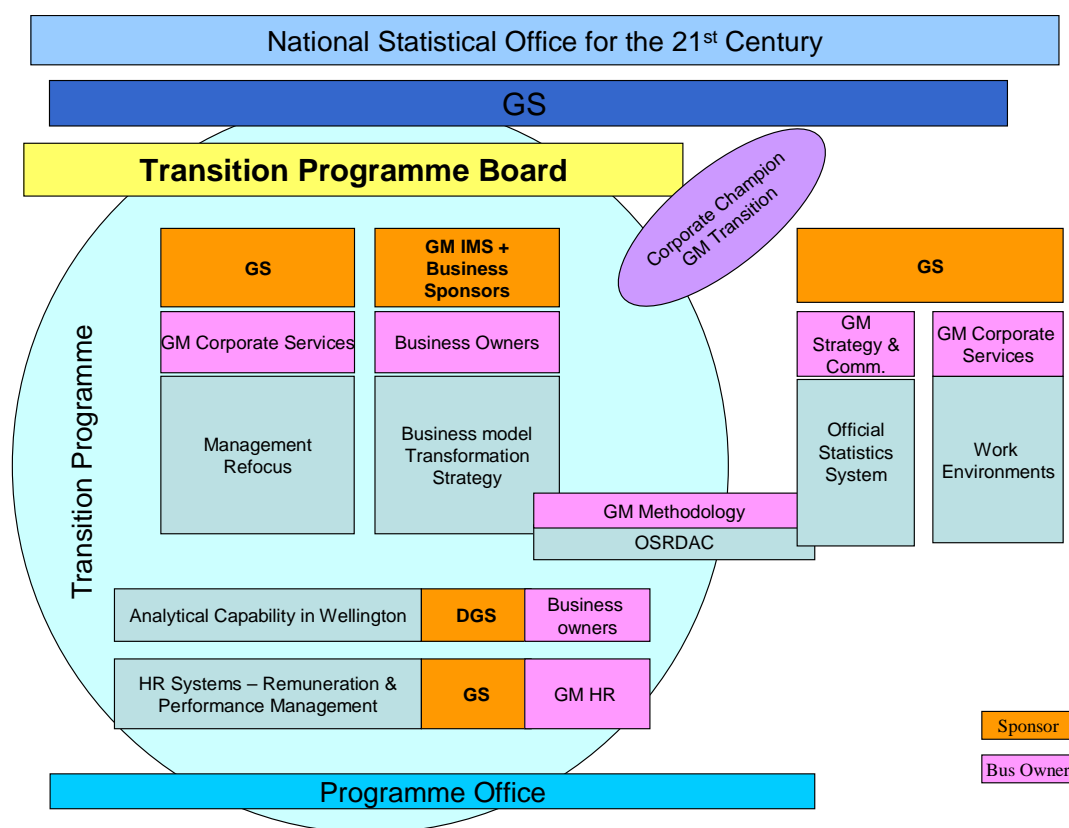 National Statistical Office for the 21st Century
GS
Transition Programme Board
Corporate Champion
GM Transition
Transition Programme
GS
GM IMS +
Business
Sponsors
GS
GM Corporate Services
Business Owners
GM
Strategy &
Comm.
GM Corporate
Services
Management
Refocus
Business model
Transformation
Strategy
Official
Statistics
System
Work
Environments
GM Methodology
OSRDAC
Analytical Capability in Wellington
DGS
Business
owners
HR Systems – Remuneration &
Performance Management
GS
GM HR
Sponsor
Bus Owner
Programme Office